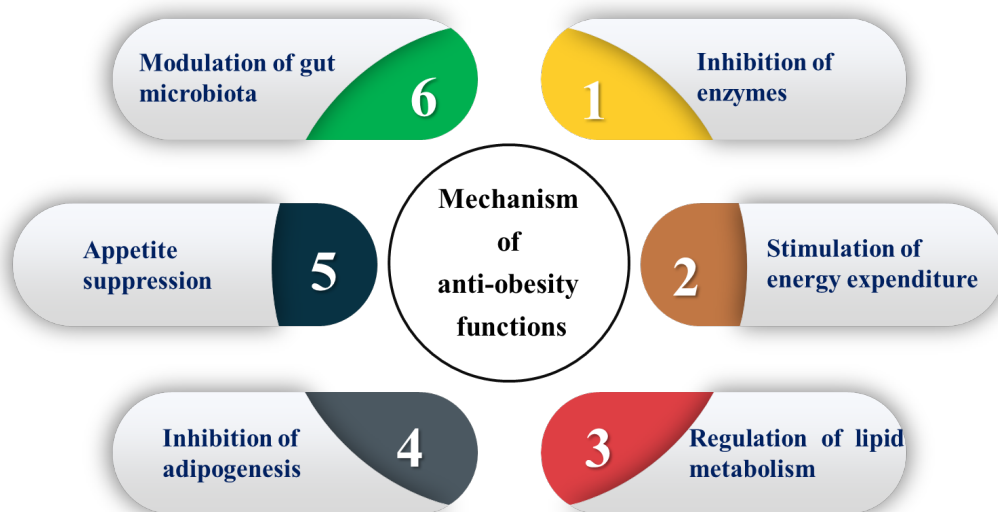 Mechanism
of
anti-obesity
functions
1
Inhibition of
enzymes
2
Stimulation of
energy expenditure
3
Regulation of lipid
metabolism
4
Inhibition of
adipogenesis
5
Appetite
suppression
6
Modulation of gut
microbiota